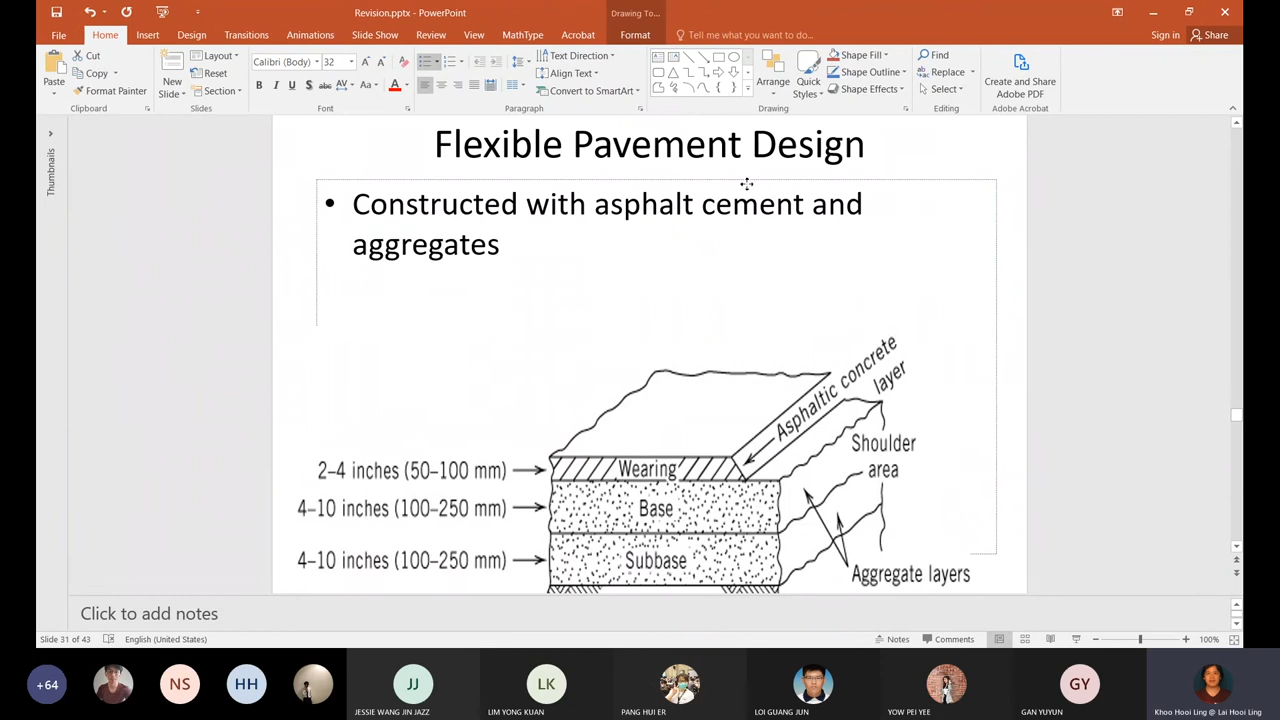 Revision.pptx - PowerPoint
Drawing To...
File Home Insert Design Transitions Animations Slide Show Review View MathType Acrobat Format Tell me what you want to do... Sign in Share
Paste
Cut
Copy
Format Painter
Clipboard
New Slide
Layout
Reset
Section
Slides
Calibri (Body) 32
B I U S abc AV Aa A
Font
Text Direction
Align Text
Convert to SmartArt
Paragraph
Arrange
Quick Styles
Shape Fill
Shape Outline
Shape Effects
Drawing
Find
Replace
Select
Editing
Create and Share Adobe PDF
Adobe Acrobat
Thumbnails
Flexible Pavement Design
• Constructed with asphalt cement and
aggregates
Asphaltic concrete
layer
Shoulder
area
2–4 inches (50–100 mm)
Wearing
4–10 inches (100–250 mm)
Base
4–10 inches (100–250 mm)
Subbase
Aggregate layers
Click to add notes
Slide 31 of 43 English (United States) Notes Comments 100%
+64 NS HH JJ LK GY
JESSIE WANG JIN JAZZ LIM YONG KUAN PANG HUI ER LOI GUANG JUN YOW PEI YEE GAN YUYUN Khoo Hooi Ling @ Lai Hooi Ling